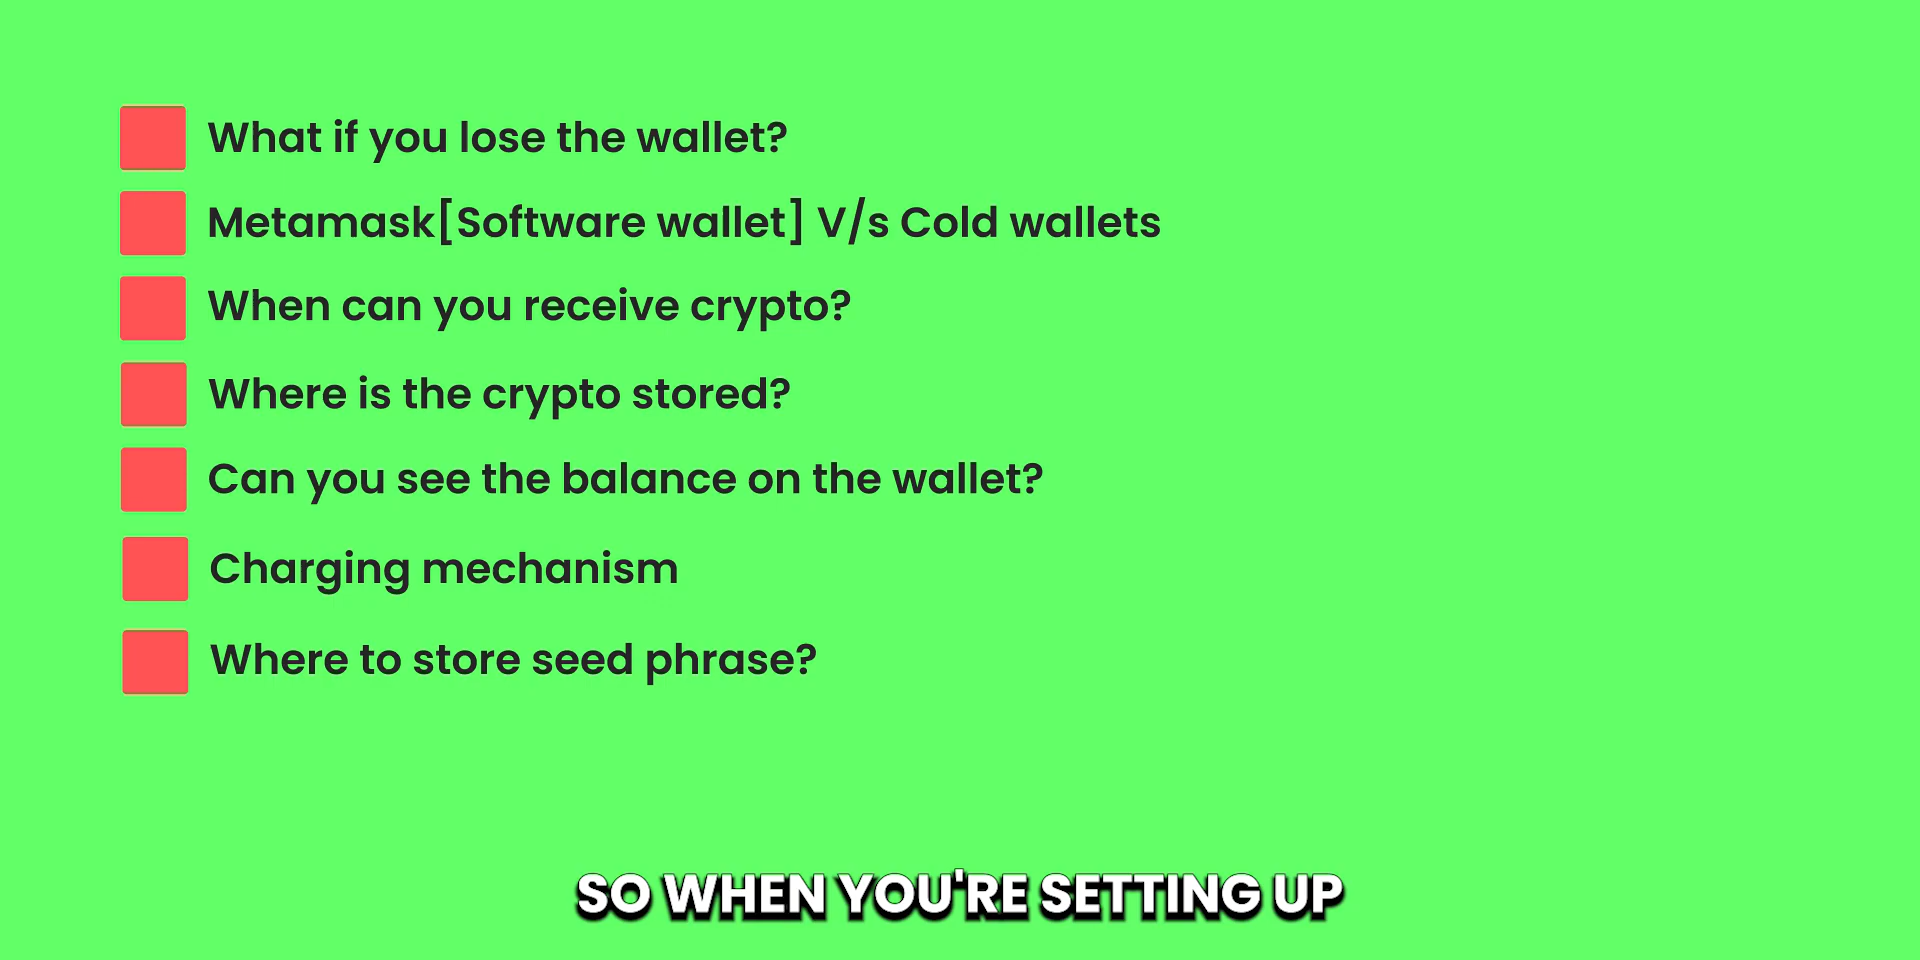 What if you lose the wallet?
Metamask[Software wallet] V/s Cold wallets
When can you receive crypto?
Where is the crypto stored?
Can you see the balance on the wallet?
Charging mechanism
Where to store seed phrase?
SO WHEN YOU'RE SETTING UP